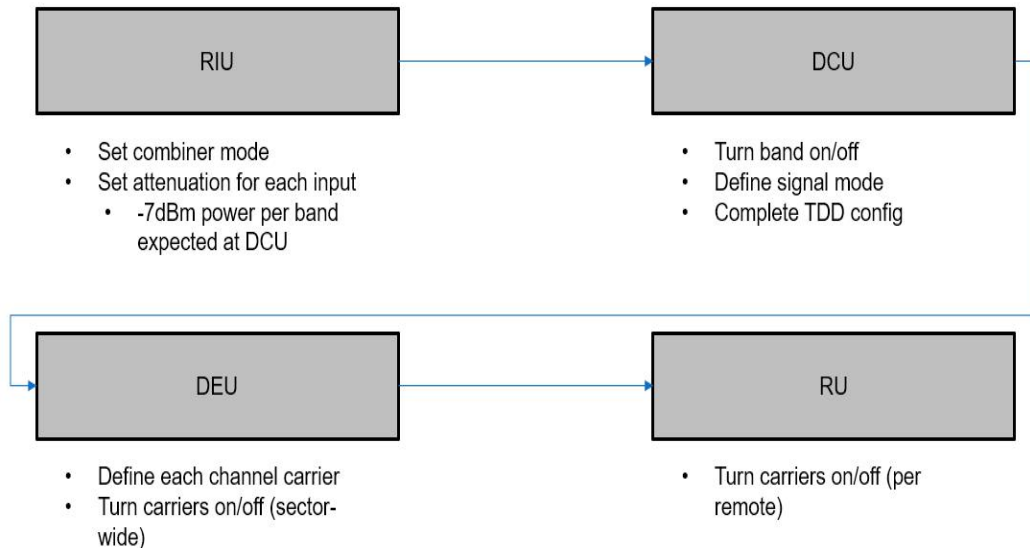 RIU
DCU
• Set combiner mode
• Set attenuation for each input
• -7dBm power per band
expected at DCU
• Turn band on/off
• Define signal mode
• Complete TDD config
DEU
RU
• Define each channel carrier
• Turn carriers on/off (sector-
wide)
• Turn carriers on/off (per
remote)